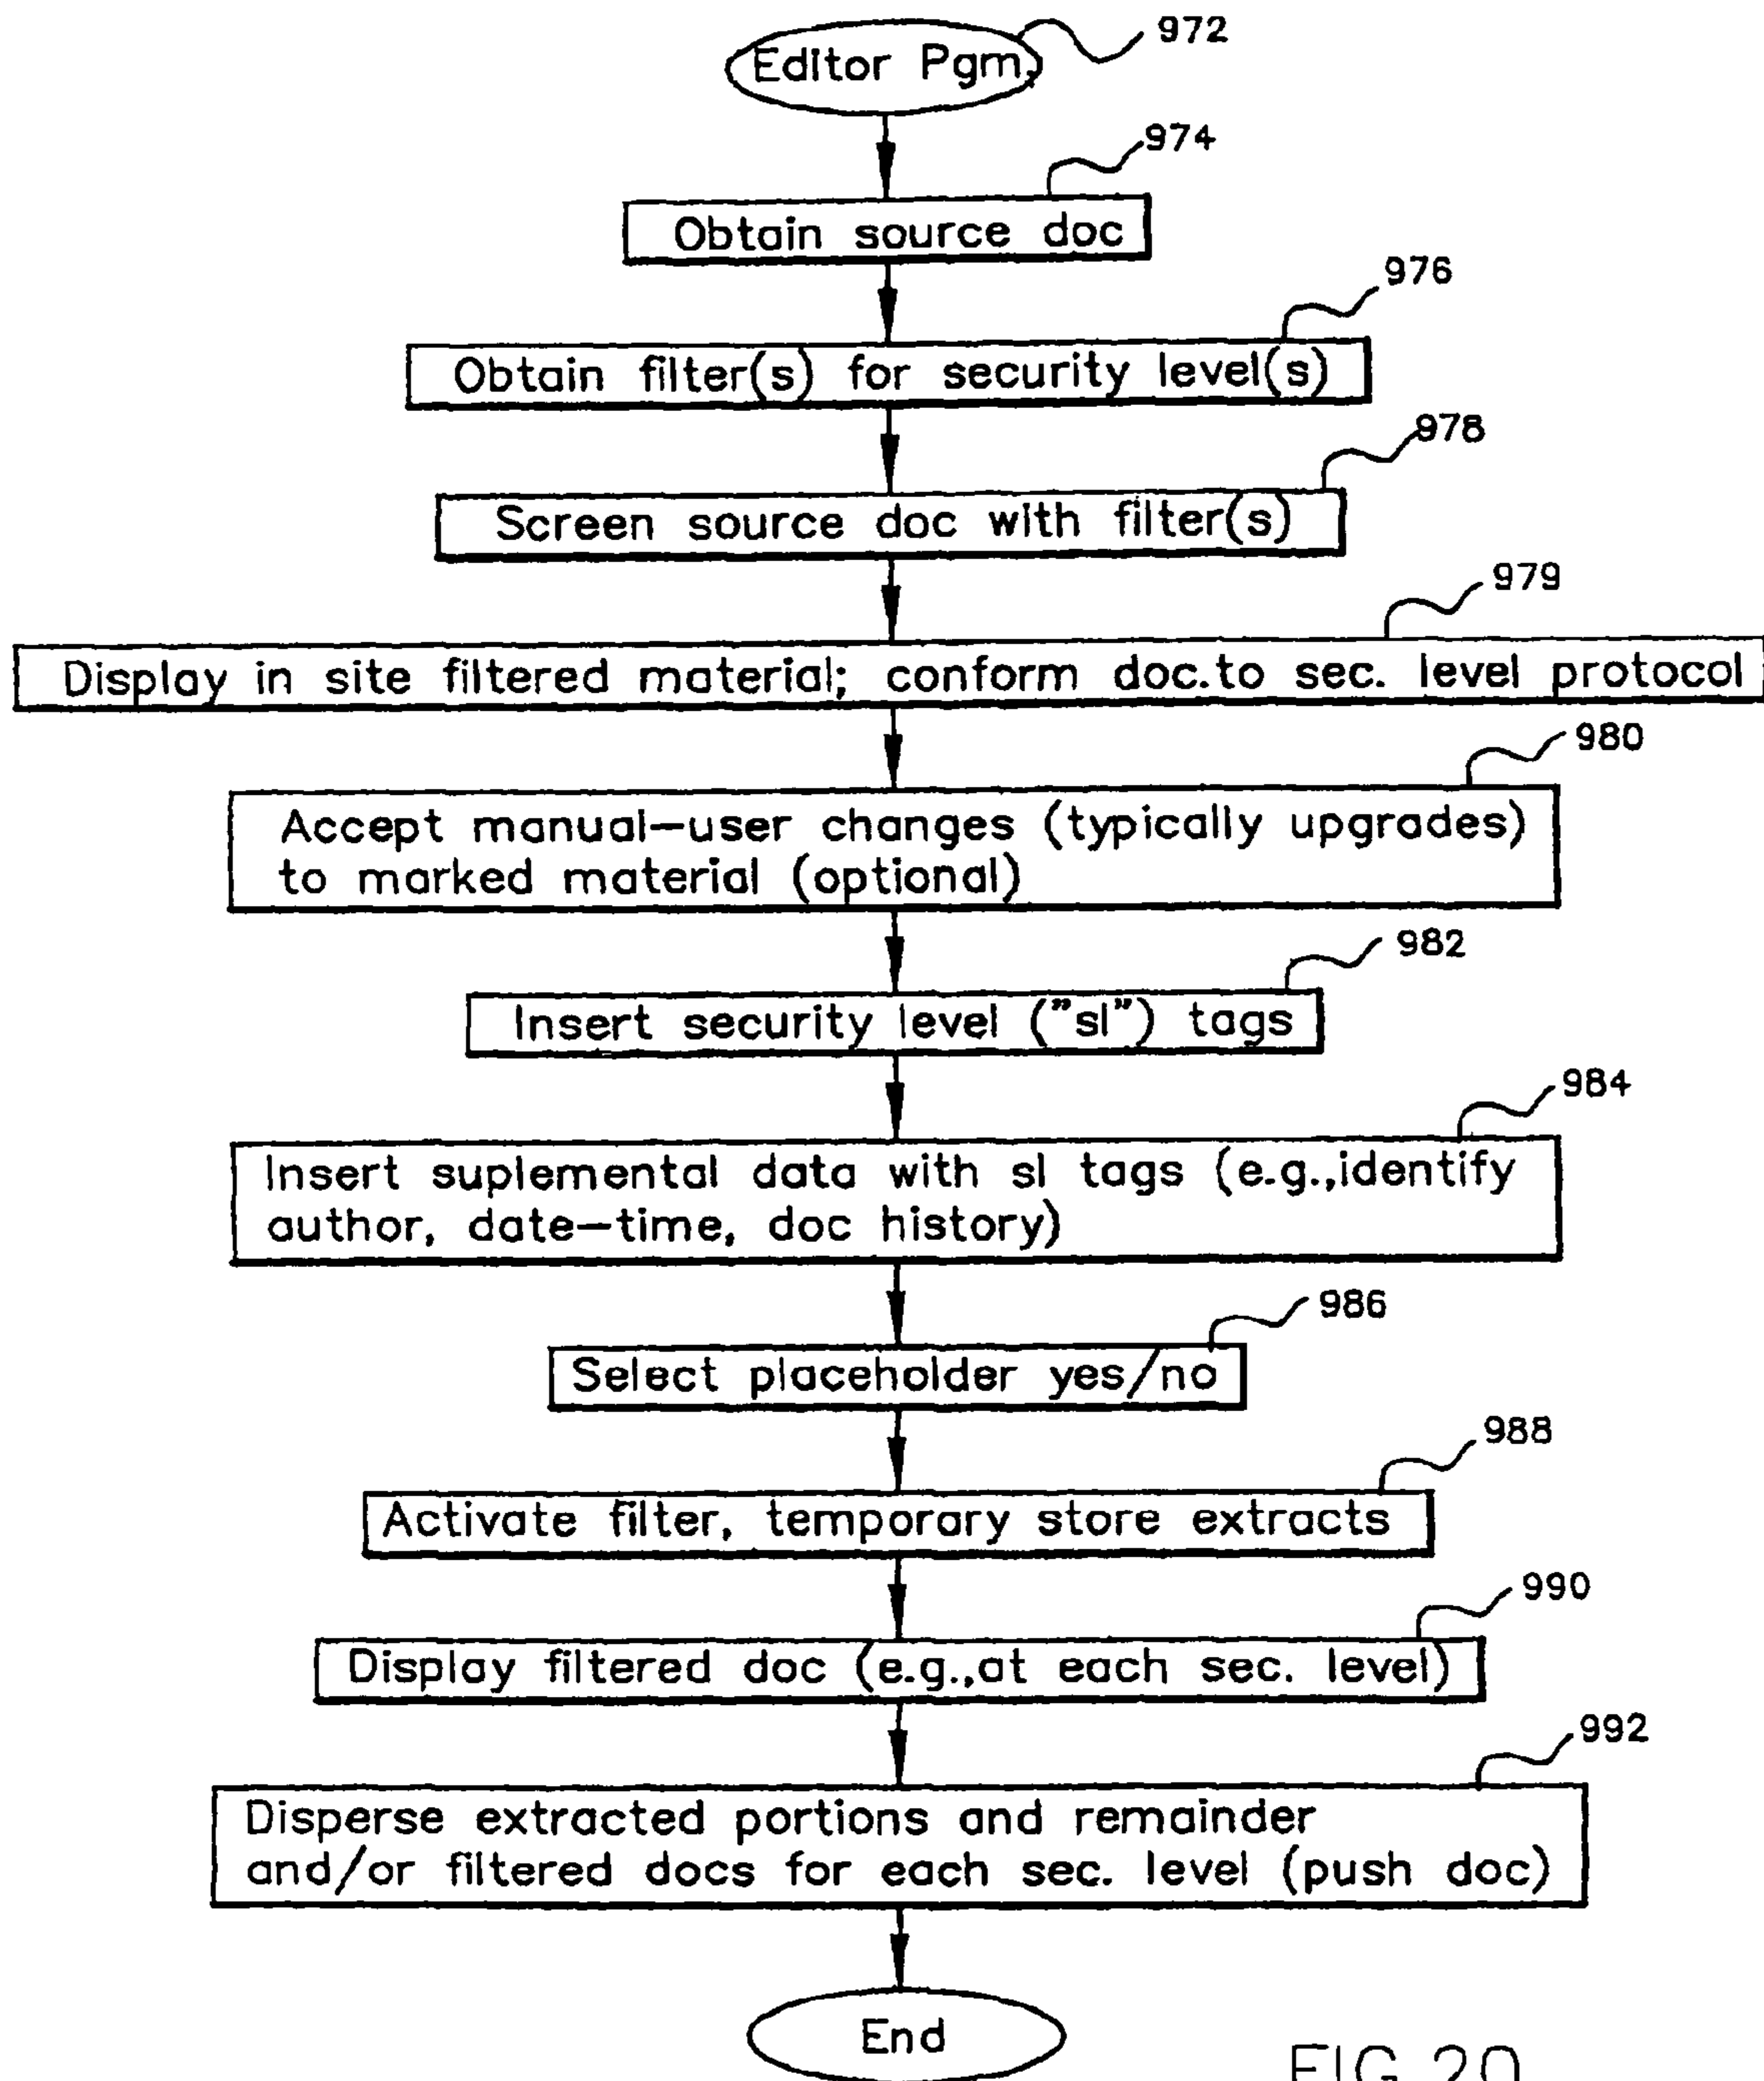 Editor Pgm.
972
974
Obtain source doc
976
Obtain filter(s) for security level(s)
978
Screen source doc with filter(s)
979
Display in site filtered material; conform doc.to sec. level protocol
980
Accept manual-user changes (typically upgrades)
to marked material (optional)
982
Insert security level ("sl") tags
984
Insert suplemental data with sl tags (e.g.,identify
author, date-time, doc history)
986
Select placeholder yes/no
988
Activate filter, temporary store extracts
990
Display filtered doc (e.g.,at each sec. level)
992
Disperse extracted portions and remainder
and/or filtered docs for each sec. level (push doc)
End
FIG. 20